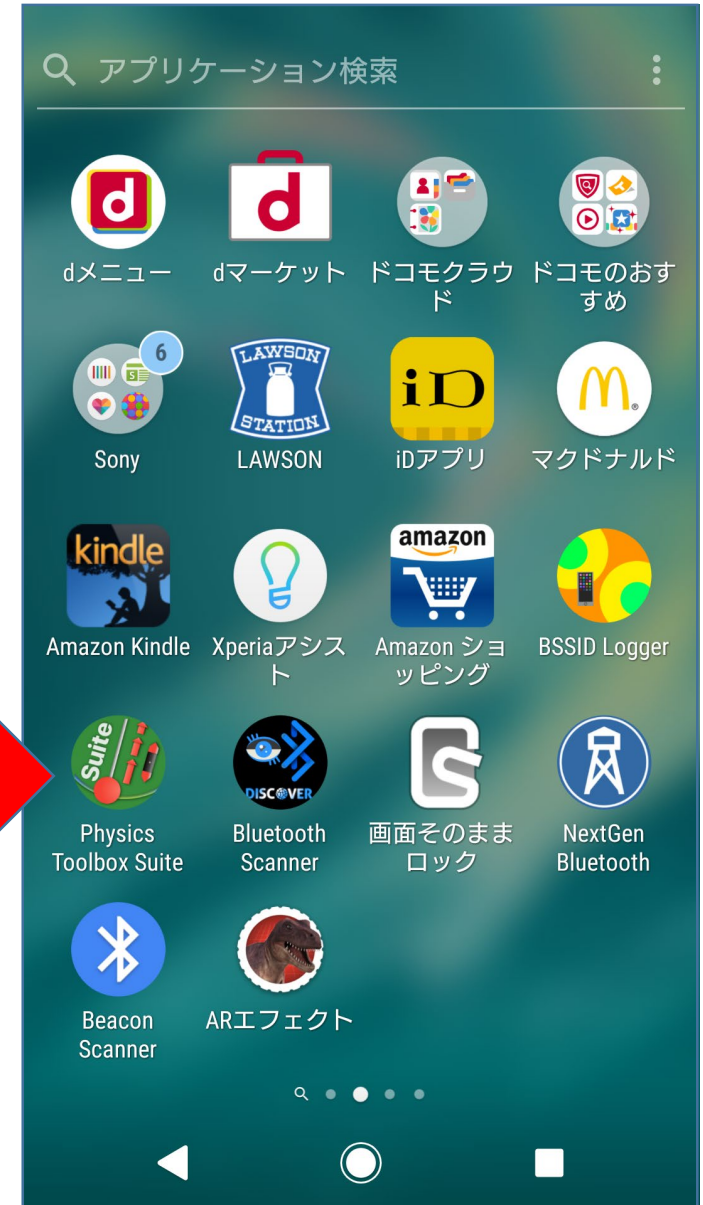 アプリケーション検索
d
d
dメニュー
dマーケット
ドコモクラウ
ド
ドコモのおす
すめ
6
S
LAWSON
STATION
iD
Sony
LAWSON
iDアプリ
マクドナルド
kindle
amazon
Amazon Kindle
Xperiaアシス
ト
Amazon ショ
ッピング
BSSID Logger
Suite
DISCOVER
Physics
Toolbox Suite
Bluetooth
Scanner
画面そのまま
ロック
NextGen
Bluetooth
Beacon
Scanner
ARエフェクト